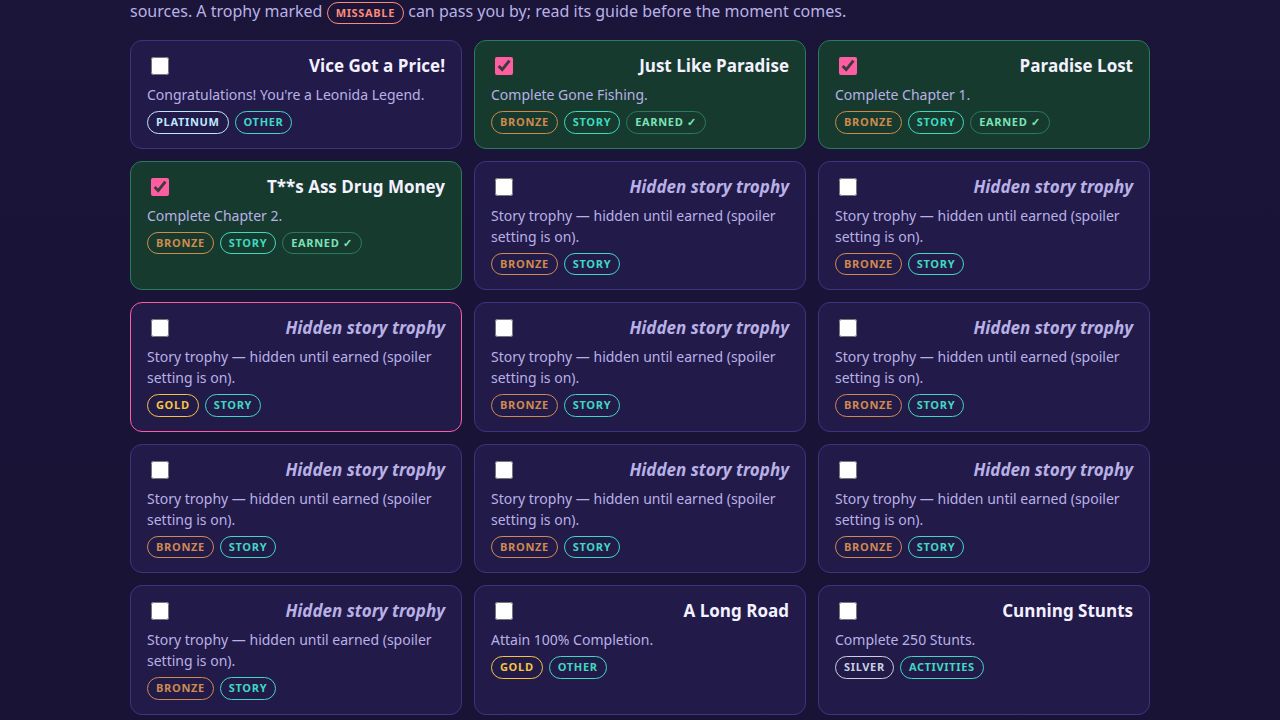 sources. A trophy marked MISSABLE can pass you by; read its guide before the moment comes.
Vice Got a Price!
Congratulations! You're a Leonida Legend.
PLATINUM OTHER
Just Like Paradise
Complete Gone Fishing.
BRONZE STORY EARNED ✓
Paradise Lost
Complete Chapter 1.
BRONZE STORY EARNED ✓
T**s Ass Drug Money
Complete Chapter 2.
BRONZE STORY EARNED ✓
Hidden story trophy
Story trophy — hidden until earned (spoiler
setting is on).
BRONZE STORY
Hidden story trophy
Story trophy — hidden until earned (spoiler
setting is on).
BRONZE STORY
Hidden story trophy
Story trophy — hidden until earned (spoiler
setting is on).
GOLD STORY
Hidden story trophy
Story trophy — hidden until earned (spoiler
setting is on).
BRONZE STORY
Hidden story trophy
Story trophy — hidden until earned (spoiler
setting is on).
BRONZE STORY
Hidden story trophy
Story trophy — hidden until earned (spoiler
setting is on).
BRONZE STORY
Hidden story trophy
Story trophy — hidden until earned (spoiler
setting is on).
BRONZE STORY
Hidden story trophy
Story trophy — hidden until earned (spoiler
setting is on).
BRONZE STORY
Hidden story trophy
Story trophy — hidden until earned (spoiler
setting is on).
BRONZE STORY
A Long Road
Attain 100% Completion.
GOLD OTHER
Cunning Stunts
Complete 250 Stunts.
SILVER ACTIVITIES